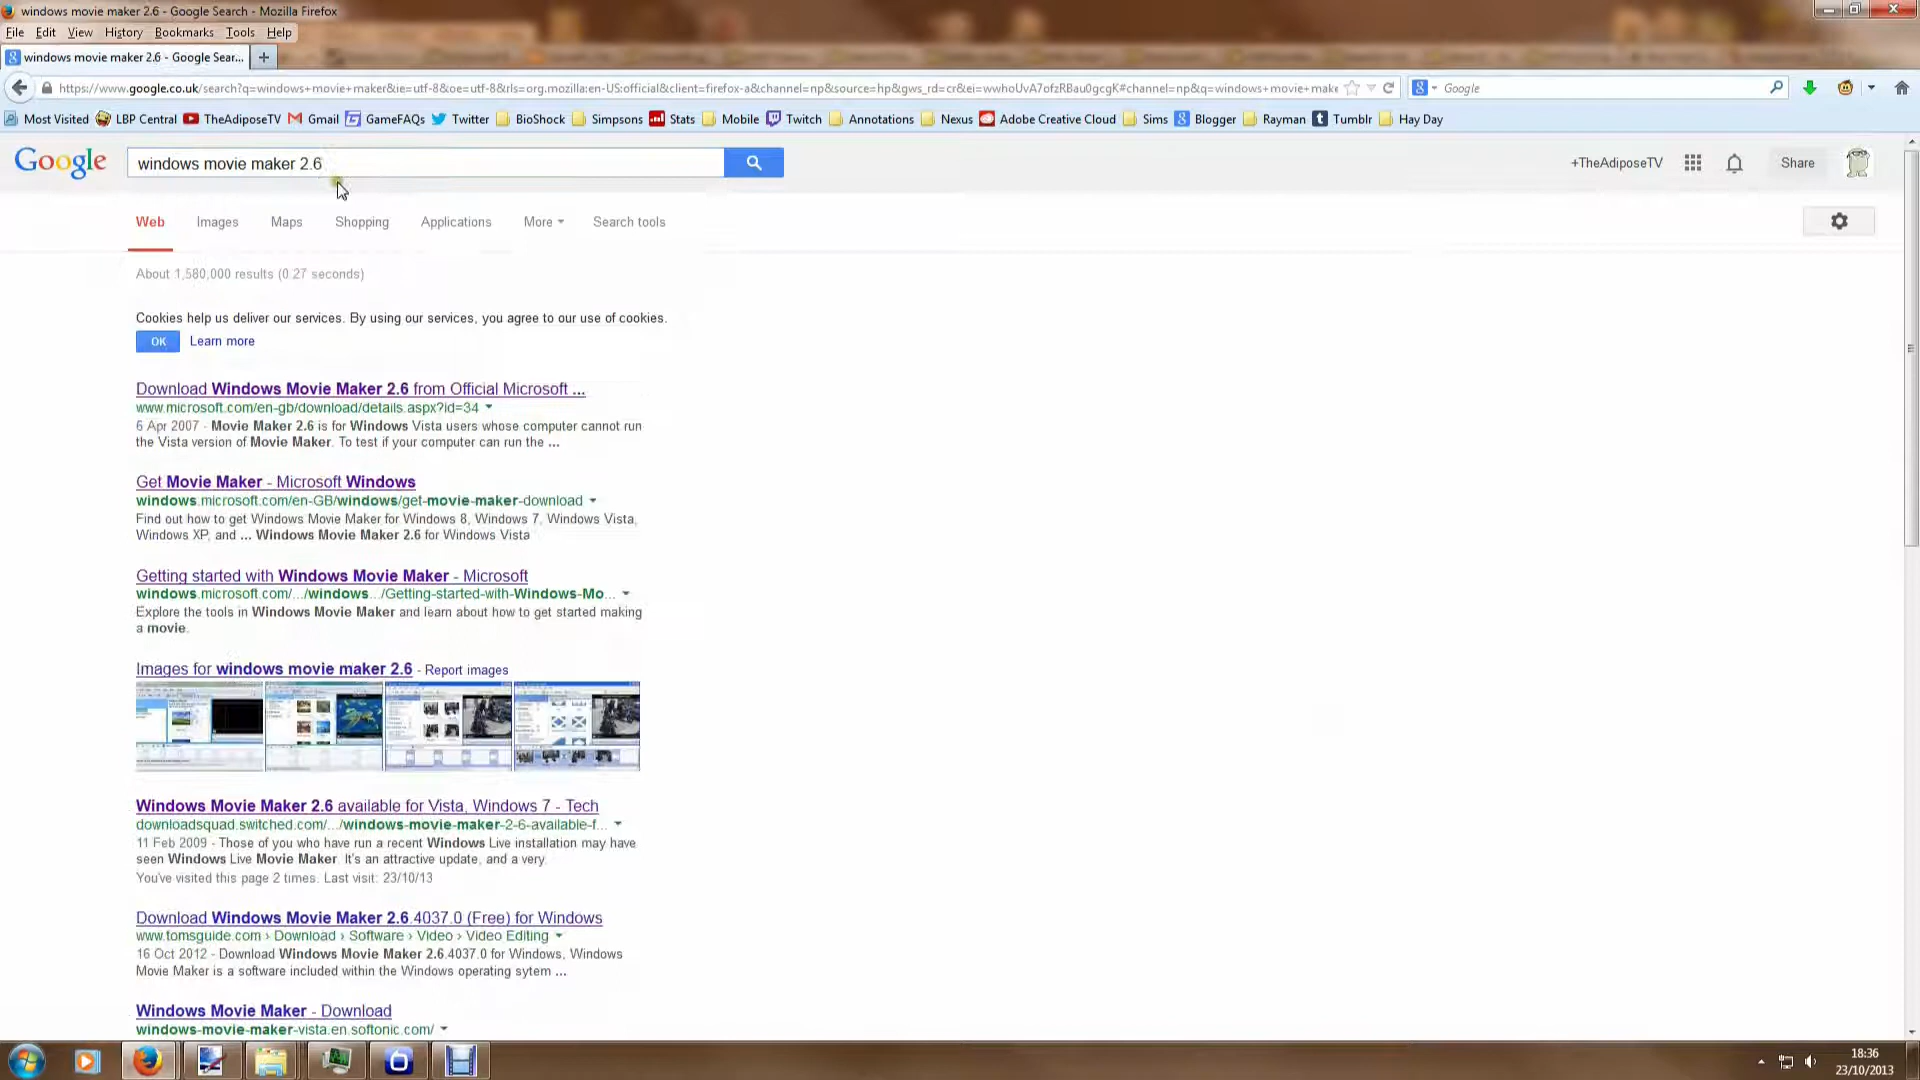 windows movie maker 2.6 - Google Search - Mozilla Firefox
File Edit View History Bookmarks Tools Help
windows movie maker 2.6 - Google Sear... +
https://www.google.co.uk/search?q=windows+movie+maker&ie=utf-8&oe=utf-8&rls=org.mozilla:en-US:official&client=firefox-a&channel=np&source=hp&gws_rd=cr&ei=wwhoUvA7ofzRBau0gcgK#channel=np&q=windows+movie+make Google
Most Visited LBP Central TheAdiposeTV Gmail GameFAQs Twitter BioShock Simpsons Stats Mobile Twitch Annotations Nexus Adobe Creative Cloud Sims Blogger Rayman Tumblr Hay Day
Google windows movie maker 2.6 +TheAdiposeTV Share
Web Images Maps Shopping Applications More Search tools
About 1,580,000 results (0.27 seconds)
Cookies help us deliver our services. By using our services, you agree to our use of cookies.
OK Learn more
Download Windows Movie Maker 2.6 from Official Microsoft ...
www.microsoft.com/en-gb/download/details.aspx?id=34
6 Apr 2007 - Movie Maker 2.6 is for Windows Vista users whose computer cannot run
the Vista version of Movie Maker. To test if your computer can run the ...
Get Movie Maker - Microsoft Windows
windows.microsoft.com/en-GB/windows/get-movie-maker-download
Find out how to get Windows Movie Maker for Windows 8, Windows 7, Windows Vista,
Windows XP, and ... Windows Movie Maker 2.6 for Windows Vista
Getting started with Windows Movie Maker - Microsoft
windows.microsoft.com/.../windows.../Getting-started-with-Windows-Mo...
Explore the tools in Windows Movie Maker and learn about how to get started making
a movie.
Images for windows movie maker 2.6 - Report images
Windows Movie Maker 2.6 available for Vista, Windows 7 - Tech
downloadsquad.switched.com/.../windows-movie-maker-2-6-available-f...
11 Feb 2009 - Those of you who have run a recent Windows Live installation may have
seen Windows Live Movie Maker. It's an attractive update, and a very.
You've visited this page 2 times. Last visit: 23/10/13
Download Windows Movie Maker 2.6.4037.0 (Free) for Windows
www.tomsguide.com › Download › Software › Video › Video Editing
16 Oct 2012 - Download Windows Movie Maker 2.6.4037.0 for Windows, Windows
Movie Maker is a software included within the Windows operating sytem ...
Windows Movie Maker - Download
windows-movie-maker-vista.en.softonic.com/
18:36
23/10/2013